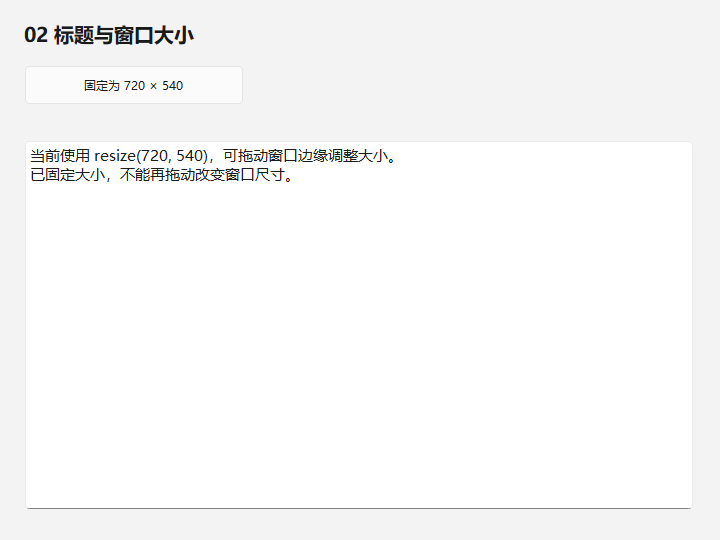 02 标题与窗口大小
固定为 720 × 540
当前使用 resize(720, 540)，可拖动窗口边缘调整大小。
已固定大小，不能再拖动改变窗口尺寸。